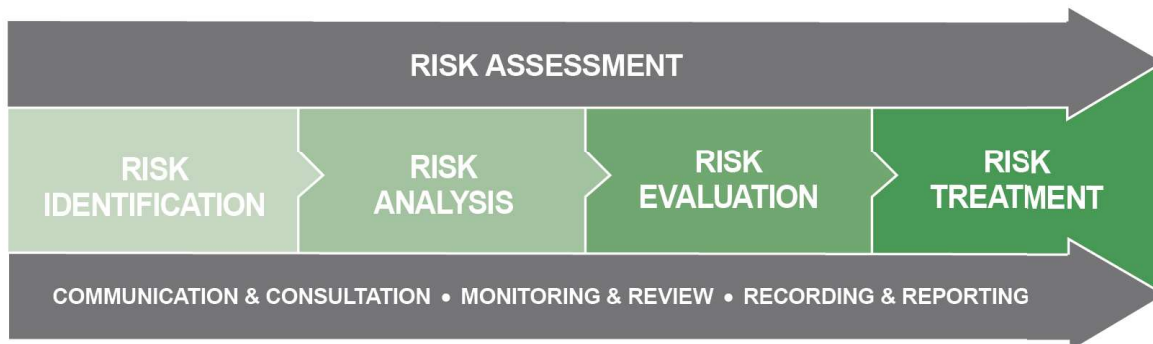 RISK ASSESSMENT
RISK
IDENTIFICATION
RISK
ANALYSIS
RISK
EVALUATION
RISK
TREATMENT
COMMUNICATION & CONSULTATION • MONITORING & REVIEW • RECORDING & REPORTING